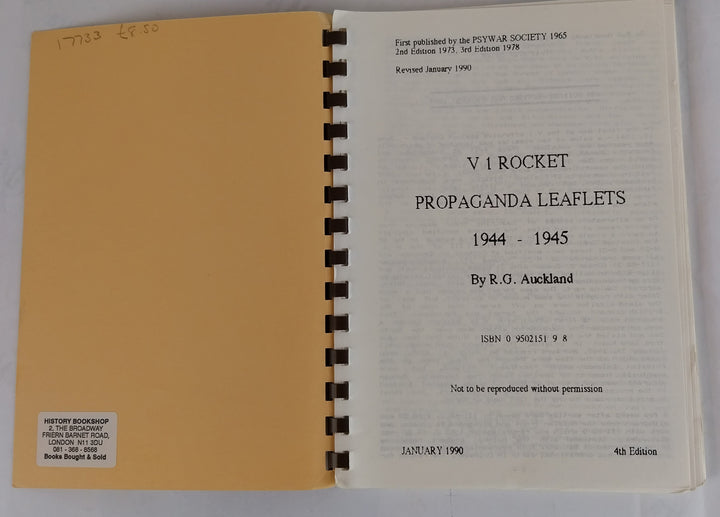 17733 £8.50
HISTORY BOOKSHOP
2, THE BROADWAY
FRIERN BARNET ROAD,
LONDON N11 3DU
081 - 368 - 8568
Books Bought & Sold
First published by the PSYWAR SOCIETY 1965
2nd Edition 1973, 3rd Edition 1978
Revised January 1990
V 1 ROCKET
PROPAGANDA LEAFLETS
1944 - 1945
By R.G. Auckland
ISBN 0 9502151 9 8
Not to be reproduced without permission
JANUARY 1990 4th Edition